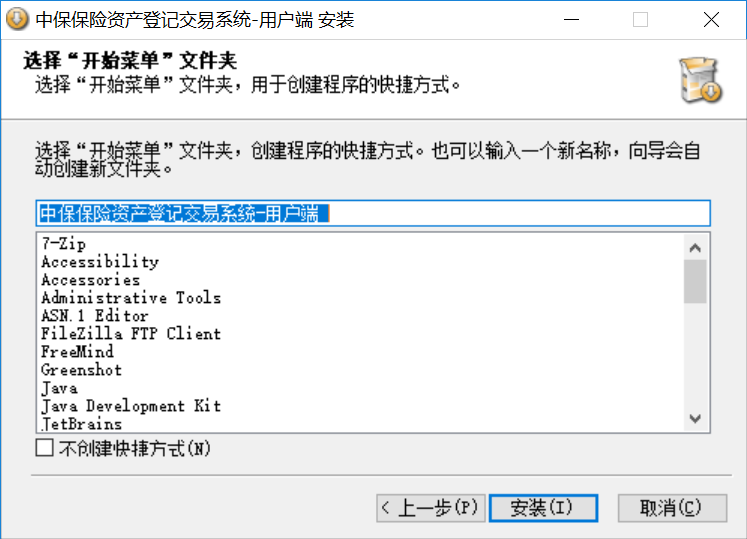 中保保险资产登记交易系统-用户端 安装
选择“开始菜单”文件夹
选择“开始菜单”文件夹，用于创建程序的快捷方式。
选择“开始菜单”文件夹，创建程序的快捷方式。也可以输入一个新名称，向导会自
动创建新文件夹。
中保保险资产登记交易系统-用户端
7-Zip
Accessibility
Accessories
Administrative Tools
ASN.1 Editor
FileZilla FTP Client
FreeMind
Greenshot
Java
Java Development Kit
JetBrains
不创建快捷方式(N)
< 上一步(P)
安装(I)
取消(C)